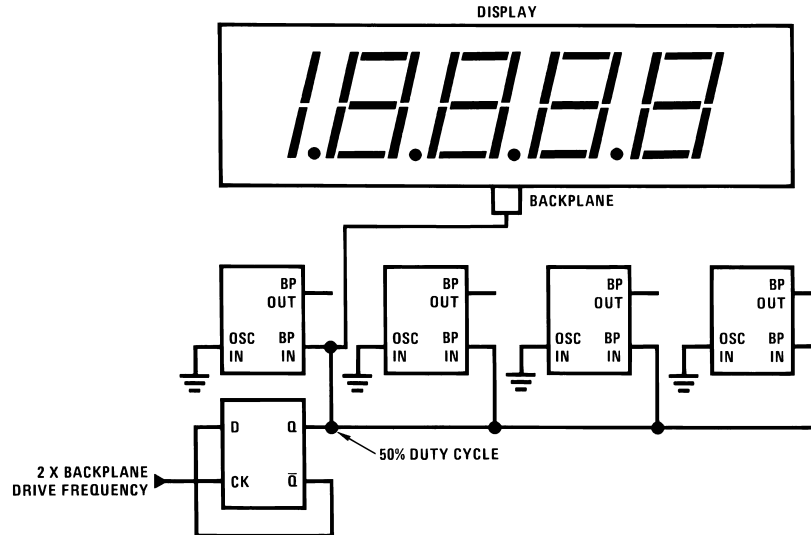 DISPLAY
1.8.8.8.8
BACKPLANE
BP
OUT
OSC
IN
BP
IN
BP
OUT
OSC
IN
BP
IN
BP
OUT
OSC
IN
BP
IN
BP
OUT
OSC
IN
BP
IN
D
Q
CK
Q̅
50% DUTY CYCLE
2 X BACKPLANE
DRIVE FREQUENCY